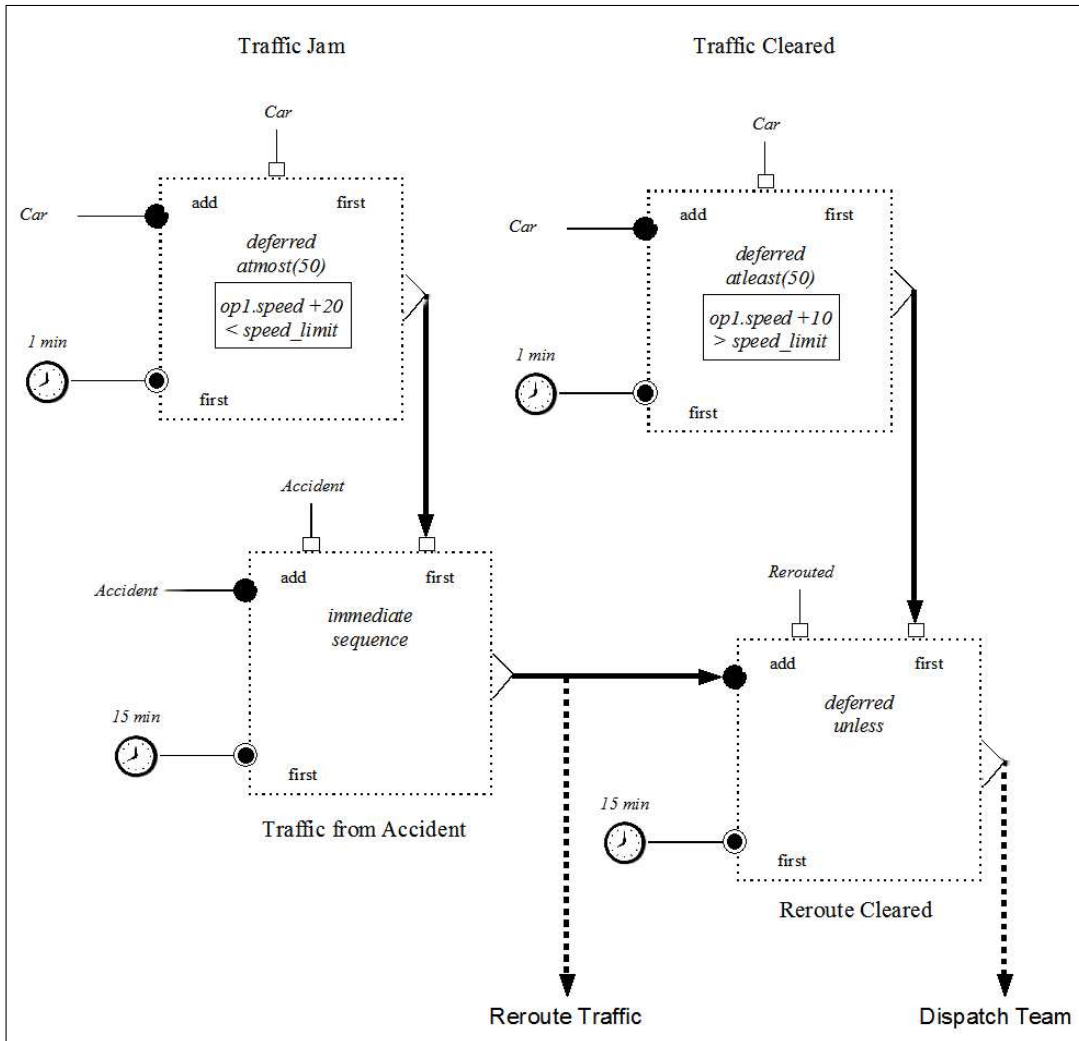 Traffic Jam
Traffic Cleared
Car
Car
Car
add first
deferred
atmost(50)
op1.speed +20
< speed_limit
1 min
first
Car
add first
deferred
atleast(50)
op1.speed +10
> speed_limit
1 min
first
Accident
Accident
add first
immediate
sequence
15 min
first
Traffic from Accident
Rerouted
add first
deferred
unless
15 min
first
Reroute Cleared
Reroute Traffic
Dispatch Team